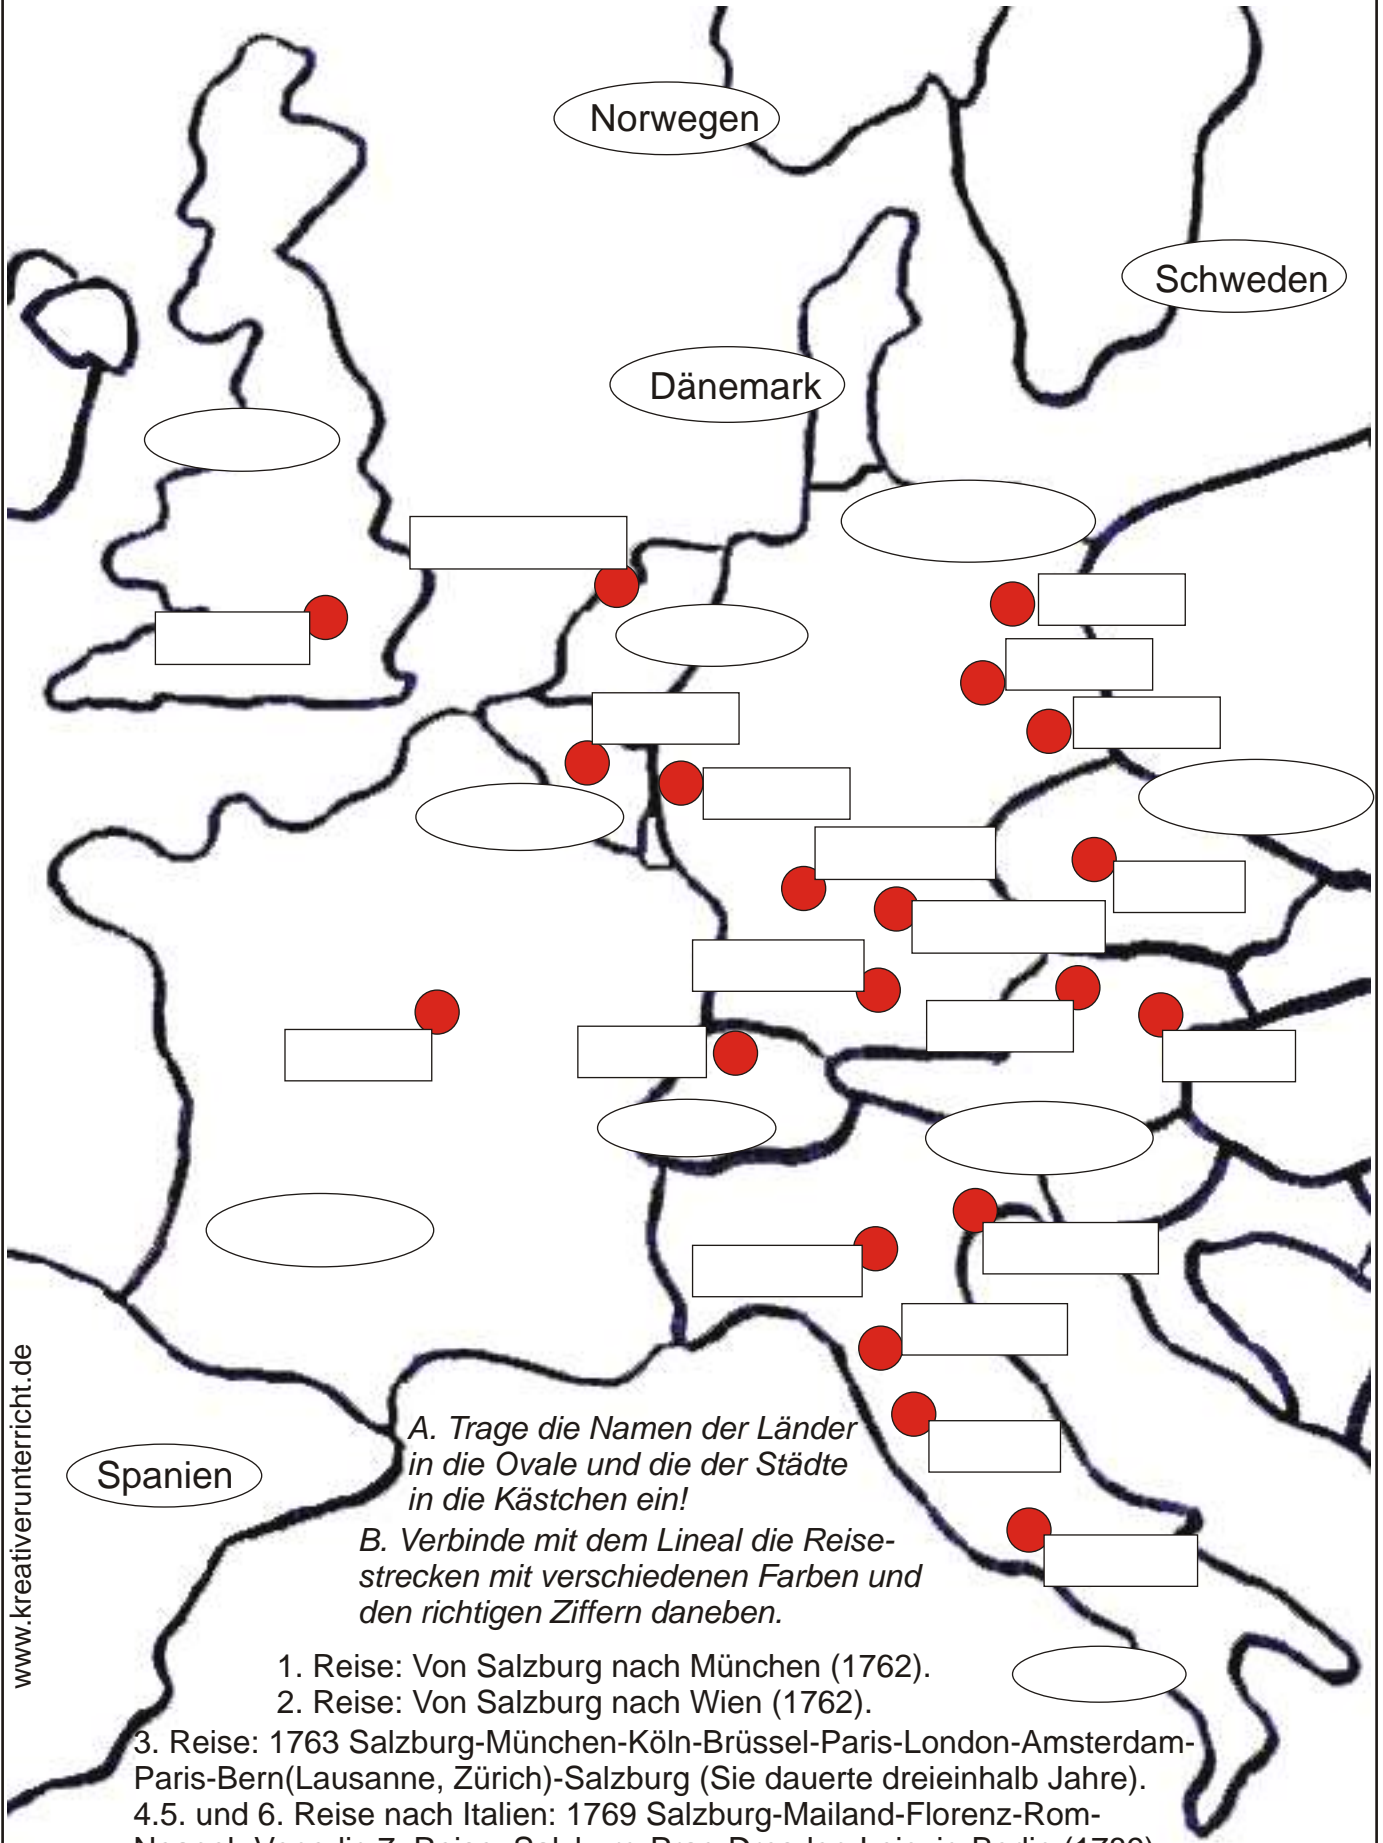 Norwegen
Schweden
Dänemark
Spanien
www.kreativerunterricht.de
A. Trage die Namen der Länder
in die Ovale und die der Städte
in die Kästchen ein!
B. Verbinde mit dem Lineal die Reise-
strecken mit verschiedenen Farben und
den richtigen Ziffern daneben.
1. Reise: Von Salzburg nach München (1762).
2. Reise: Von Salzburg nach Wien (1762).
3. Reise: 1763 Salzburg-München-Köln-Brüssel-Paris-London-Amsterdam-
Paris-Bern(Lausanne, Zürich)-Salzburg (Sie dauerte dreieinhalb Jahre).
4.5. und 6. Reise nach Italien: 1769 Salzburg-Mailand-Florenz-Rom-